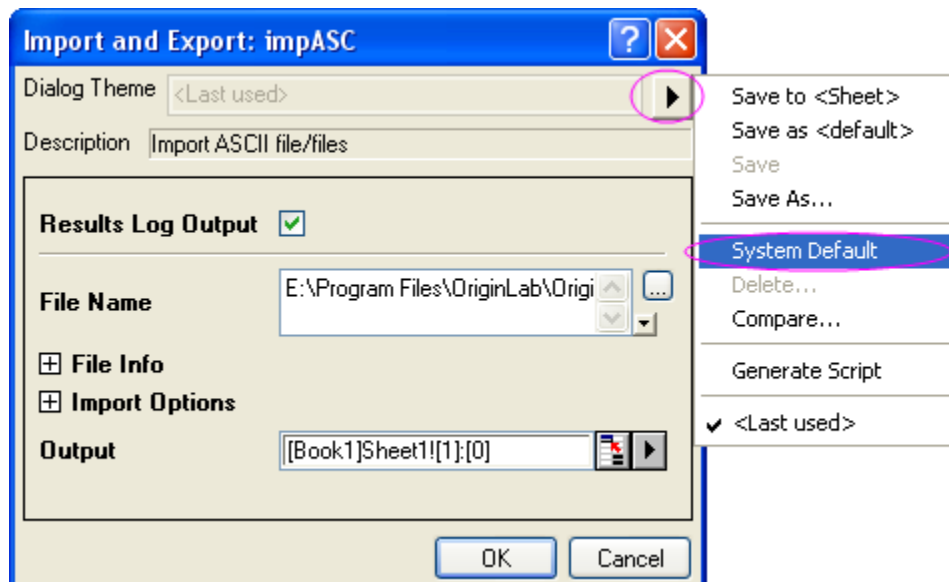 Import and Export: impASC
Dialog Theme <Last used>
Description Import ASCII file/files
Results Log Output
File Name E:\Program Files\OriginLab\Origi
...
File Info
Import Options
Output [Book1]Sheet1![1]:[0]
OK Cancel
Save to <Sheet>
Save as <default>
Save
Save As...
System Default
Delete...
Compare...
Generate Script
<Last used>